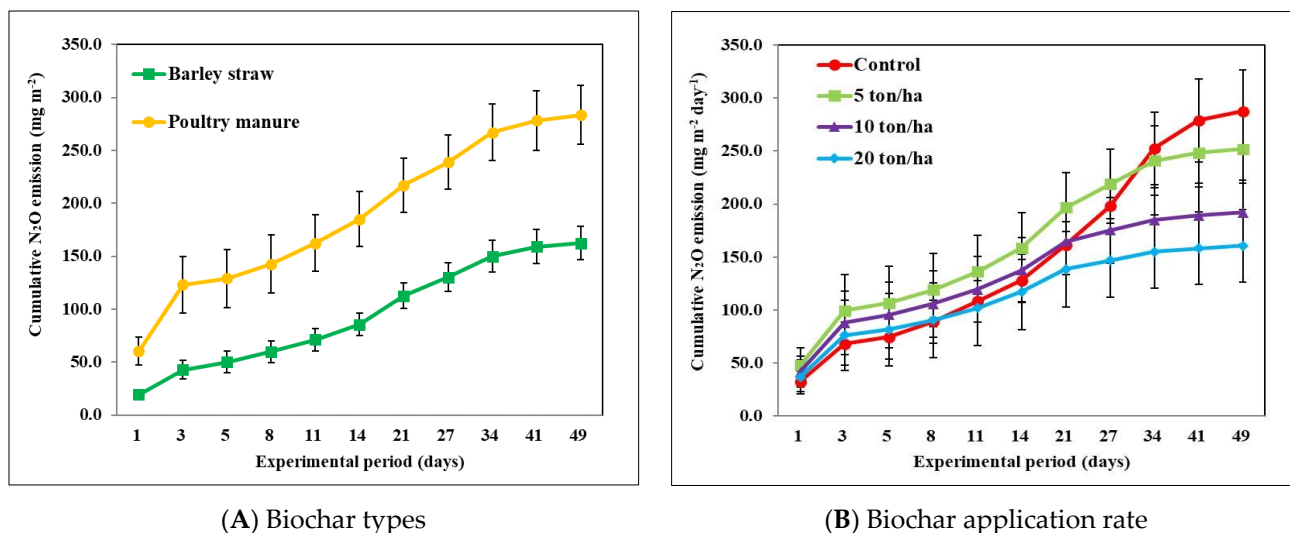 350.0
300.0
250.0
200.0
150.0
100.0
50.0
0.0
Cumulative N₂O emission (mg m⁻²)
Barley straw
Poultry manure
1 3 5 8 11 14 21 27 34 41 49
Experimental period (days)
(A) Biochar types
350.0
300.0
250.0
200.0
150.0
100.0
50.0
0.0
Cumulative N₂O emission (mg m⁻² day⁻¹)
Control
5 ton/ha
10 ton/ha
20 ton/ha
1 3 5 8 11 14 21 27 34 41 49
Experimental period (days)
(B) Biochar application rate